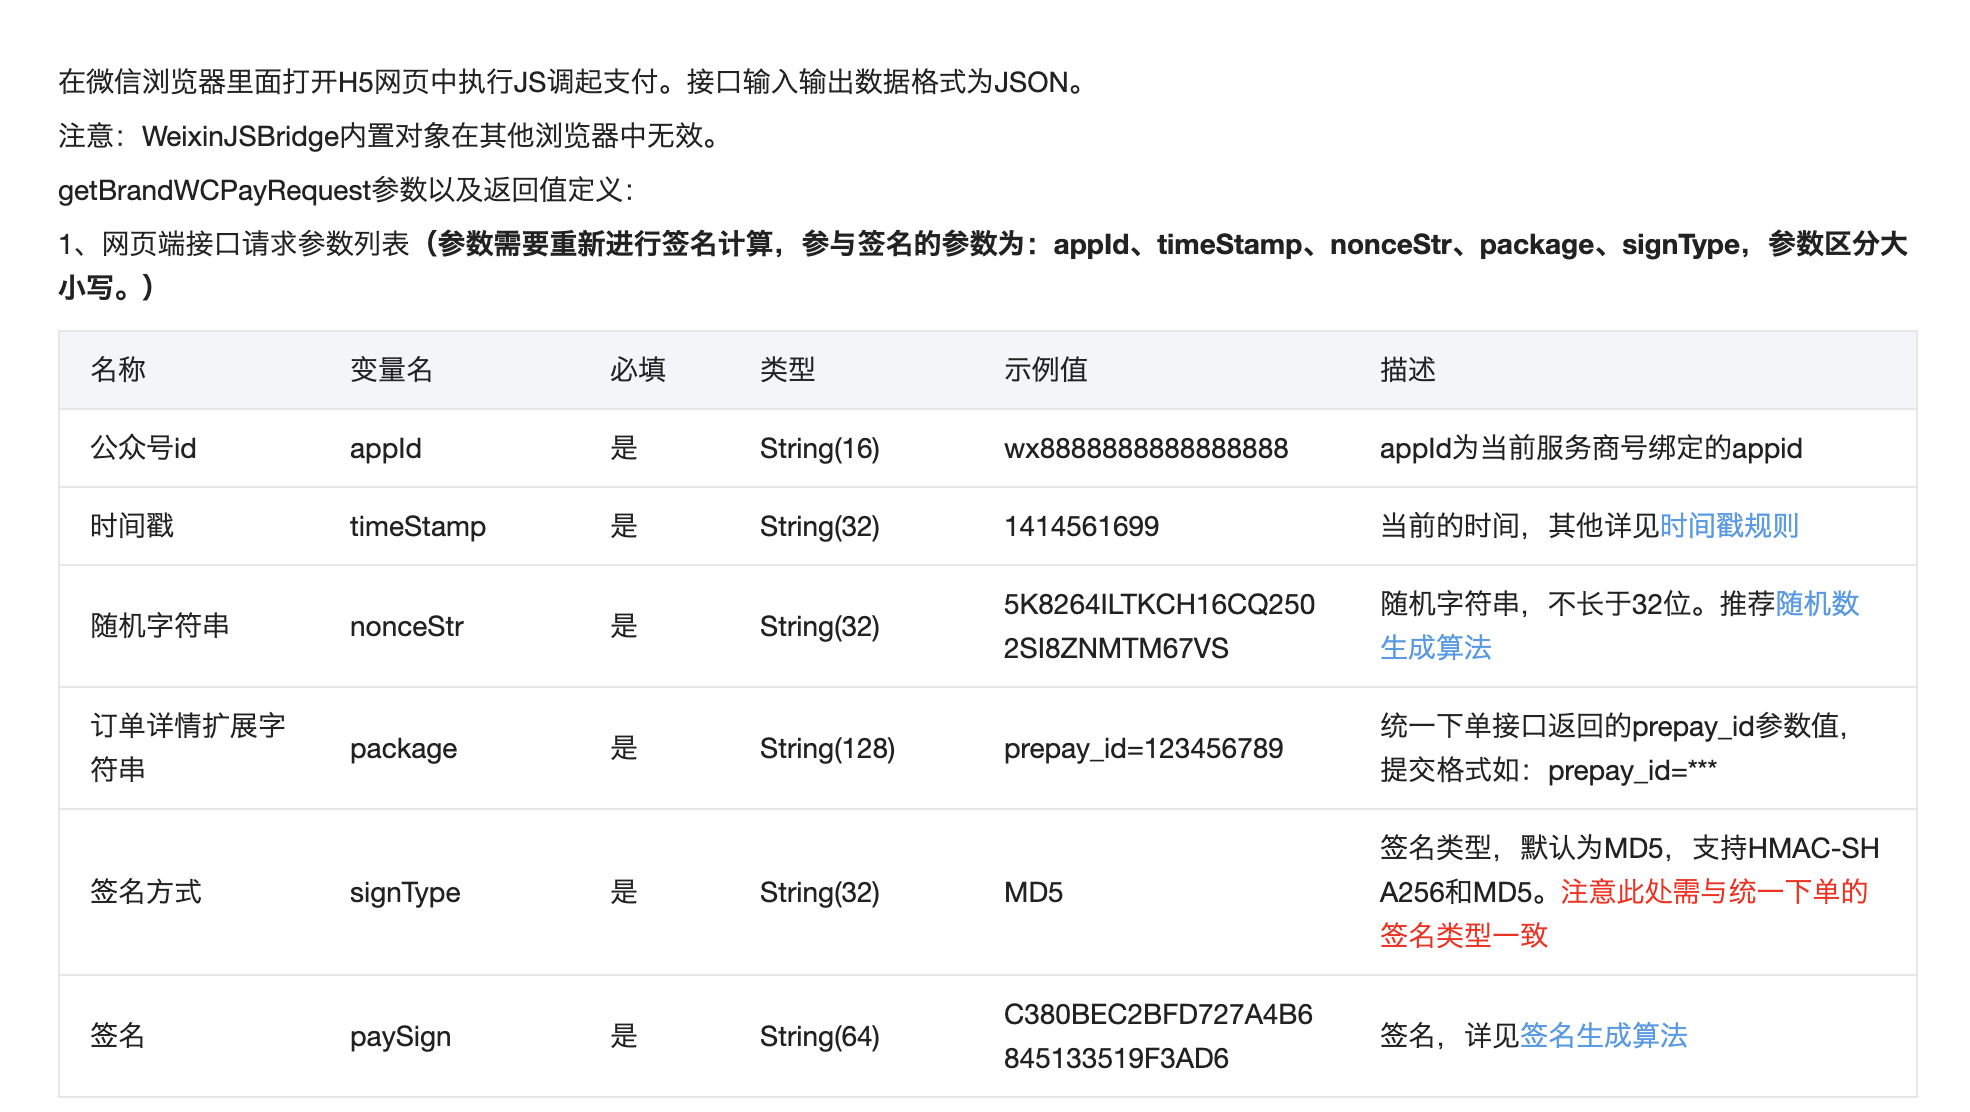 在微信浏览器里面打开H5网页中执行JS调起支付。接口输入输出数据格式为JSON。
注意：WeixinJSBridge内置对象在其他浏览器中无效。
getBrandWCPayRequest参数以及返回值定义：
1、网页端接口请求参数列表（参数需要重新进行签名计算，参与签名的参数为：appId、timeStamp、nonceStr、package、signType，参数区分大
小写。）
名称 变量名 必填 类型 示例值 描述
公众号id appId 是 String(16) wx8888888888888888 appId为当前服务商号绑定的appid
时间戳 timeStamp 是 String(32) 1414561699 当前的时间，其他详见时间戳规则
随机字符串 nonceStr 是 String(32) 5K8264ILTKCH16CQ250
2SI8ZNMTM67VS 随机字符串，不长于32位。推荐随机数
生成算法
订单详情扩展字
符串 package 是 String(128) prepay_id=123456789 统一下单接口返回的prepay_id参数值，
提交格式如：prepay_id=***
签名方式 signType 是 String(32) MD5 签名类型，默认为MD5，支持HMAC-SH
A256和MD5。注意此处需与统一下单的
签名类型一致
签名 paySign 是 String(64) C380BEC2BFD727A4B6
845133519F3AD6 签名，详见签名生成算法